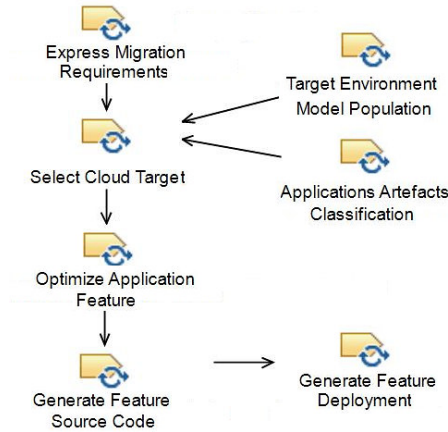 Express Migration
Requirements
Target Environment
Model Population
Select Cloud Target
Applications Artefacts
Classification
Optimize Application
Feature
Generate Feature
Source Code
Generate Feature
Deployment